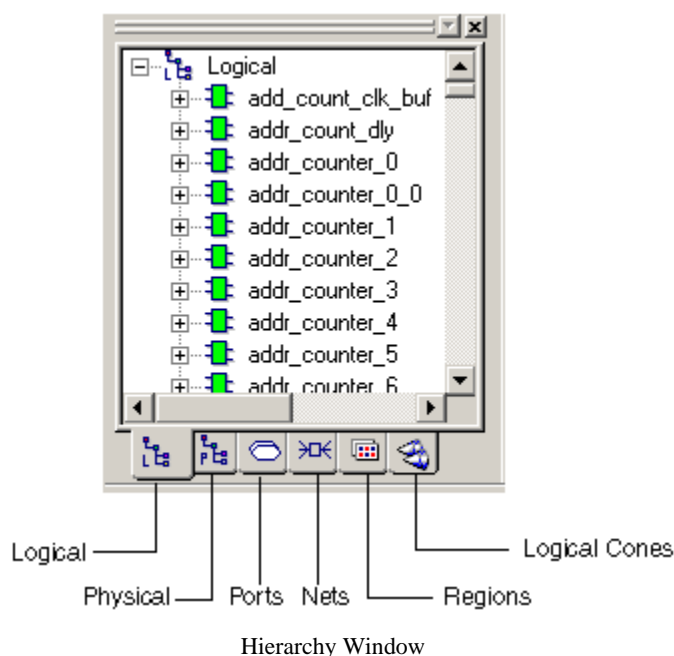 Logical
add_count_clk_buf
addr_count_dly
addr_counter_0
addr_counter_0_0
addr_counter_1
addr_counter_2
addr_counter_3
addr_counter_4
addr_counter_5
addr_counter_6
L
P
Logical
Logical Cones
Physical
Ports
Nets
Regions
Hierarchy Window